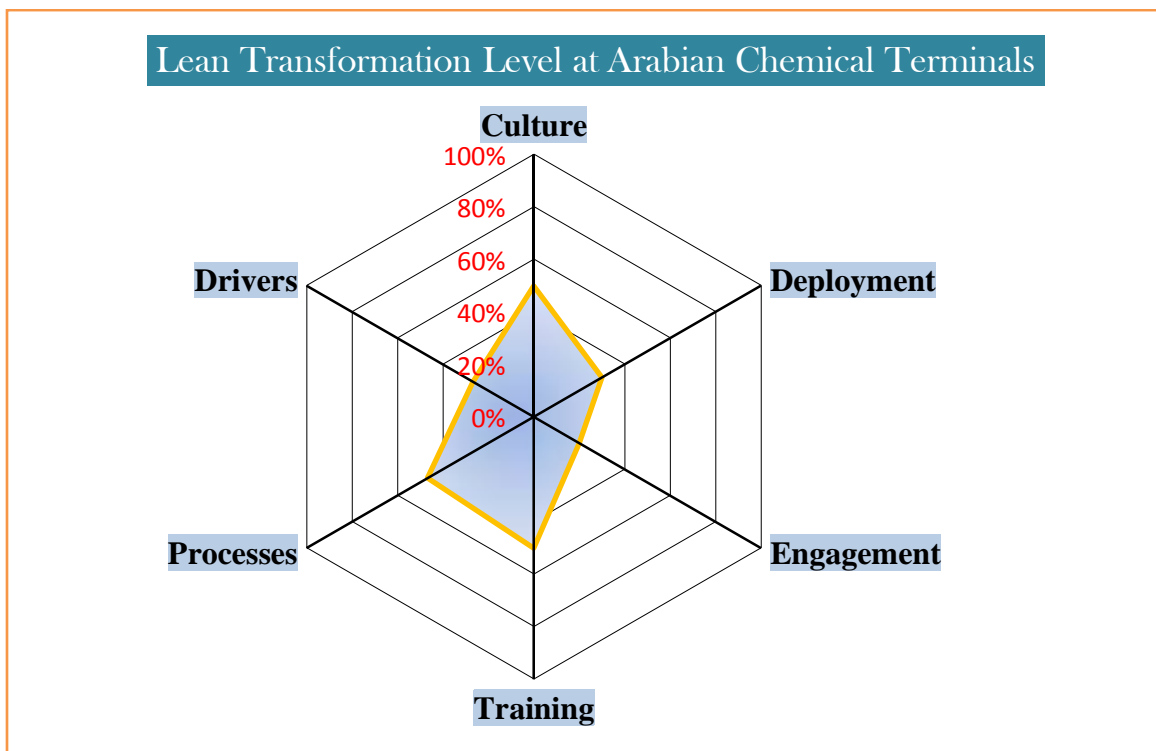 Lean Transformation Level at Arabian Chemical Terminals
Culture
100%
80%
60%
40%
20%
0%
Drivers
Deployment
Processes
Engagement
Training